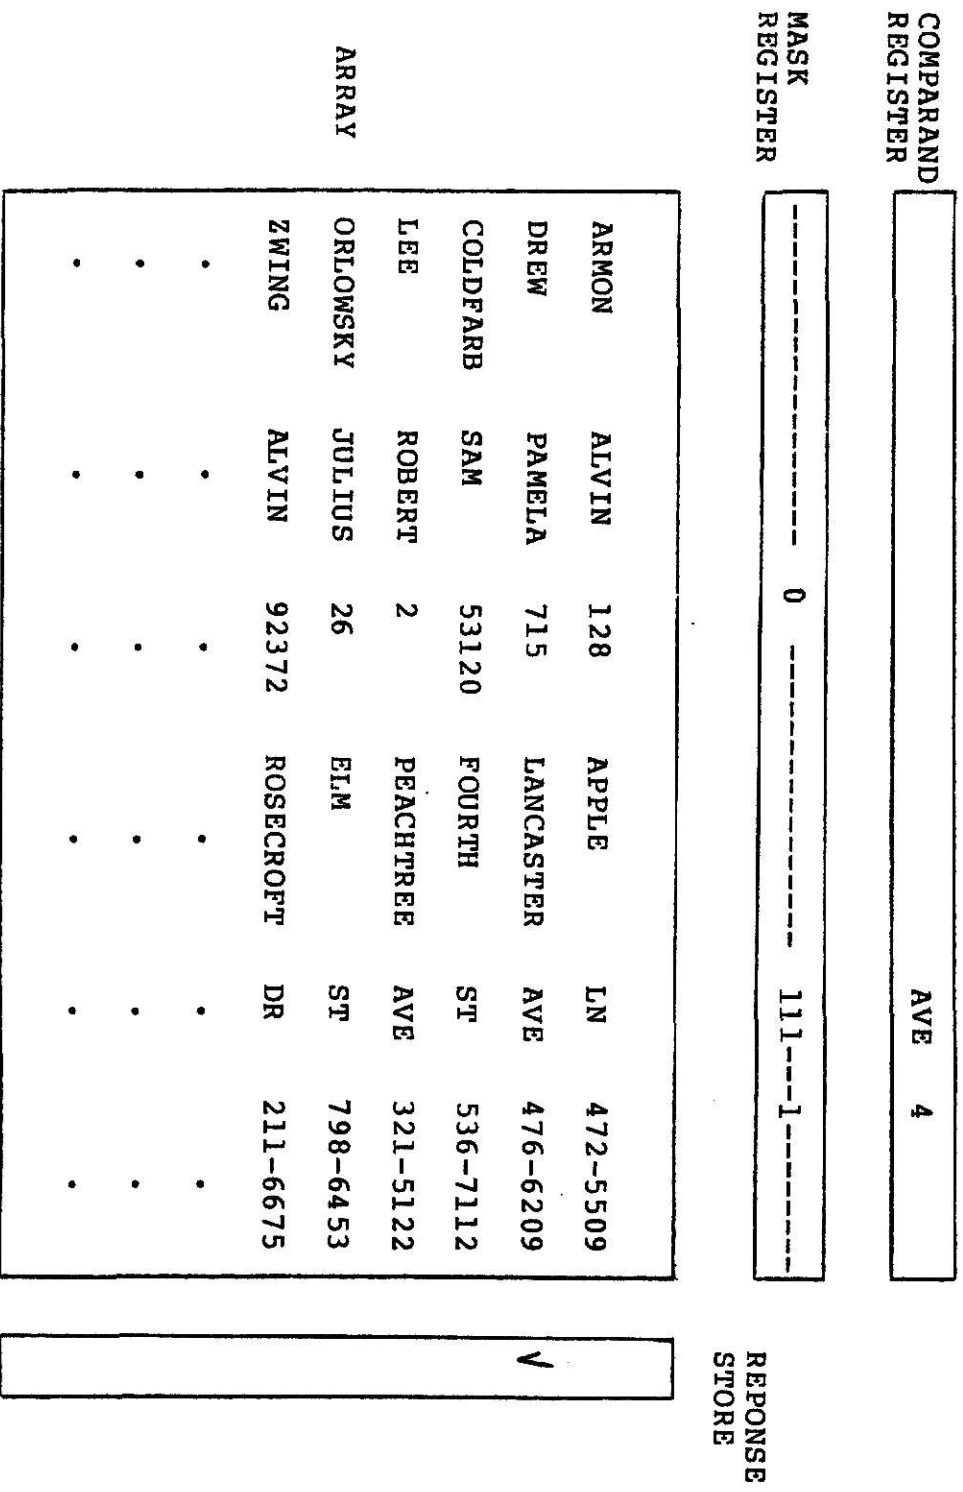 COMPARAND
REGISTER
AVE 4
MASK
REGISTER
------------------ 0 ---------------- 111---1--------
REPONSE
STORE
ARRAY
ARMON ALVIN 128 APPLE LN 472-5509
DREW PAMELA 715 LANCASTER AVE 476-6209
COLDFARB SAM 53120 FOURTH ST 536-7112
LEE ROBERT 2 PEACHTREE AVE 321-5122
ORLOWSKY JULIUS 26 ELM ST 798-6453
ZWING ALVIN 92372 ROSECROFT DR 211-6675
. . . . . .
. . . . . .
. . . . . .